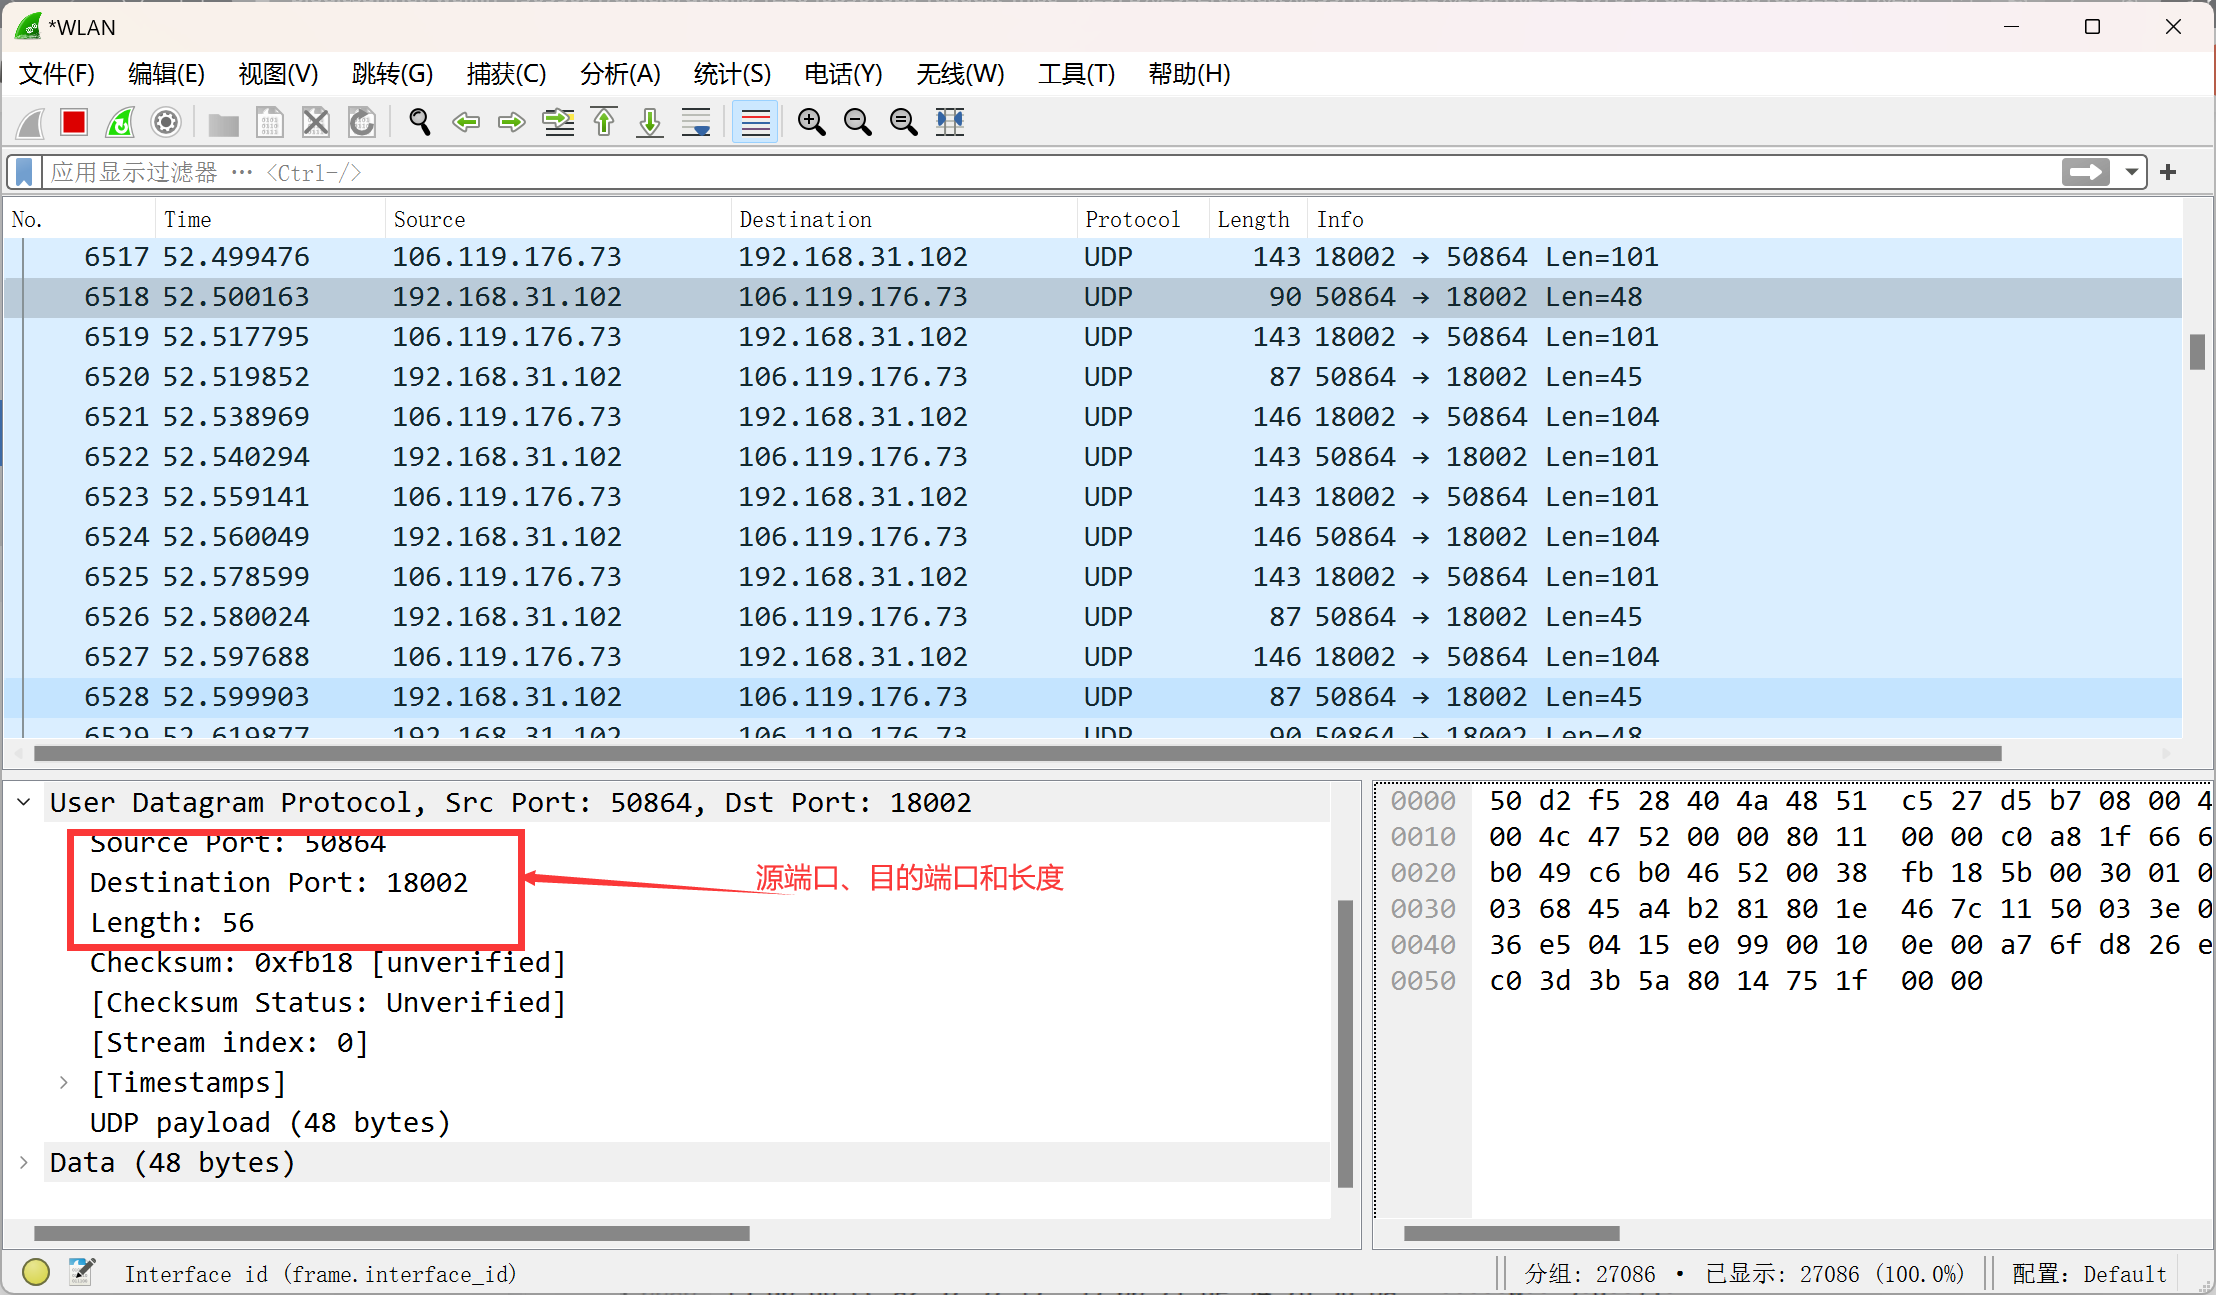 *WLAN
文件(F) 编辑(E) 视图(V) 跳转(G) 捕获(C) 分析(A) 统计(S) 电话(Y) 无线(W) 工具(T) 帮助(H)
应用显示过滤器 … <Ctrl-/>
No. Time Source Destination Protocol Length Info
6517 52.499476 106.119.176.73 192.168.31.102 UDP 143 18002 → 50864 Len=101
6518 52.500163 192.168.31.102 106.119.176.73 UDP 90 50864 → 18002 Len=48
6519 52.517795 106.119.176.73 192.168.31.102 UDP 143 18002 → 50864 Len=101
6520 52.519852 192.168.31.102 106.119.176.73 UDP 87 50864 → 18002 Len=45
6521 52.538969 106.119.176.73 192.168.31.102 UDP 146 18002 → 50864 Len=104
6522 52.540294 192.168.31.102 106.119.176.73 UDP 143 50864 → 18002 Len=101
6523 52.559141 106.119.176.73 192.168.31.102 UDP 143 18002 → 50864 Len=101
6524 52.560049 192.168.31.102 106.119.176.73 UDP 146 50864 → 18002 Len=104
6525 52.578599 106.119.176.73 192.168.31.102 UDP 143 18002 → 50864 Len=101
6526 52.580024 192.168.31.102 106.119.176.73 UDP 87 50864 → 18002 Len=45
6527 52.597688 106.119.176.73 192.168.31.102 UDP 146 18002 → 50864 Len=104
6528 52.599903 192.168.31.102 106.119.176.73 UDP 87 50864 → 18002 Len=45
6529 52.619877 192.168.31.102 106.119.176.73 UDP 90 50864 → 18002 Len=48
User Datagram Protocol, Src Port: 50864, Dst Port: 18002
Source Port: 50864
Destination Port: 18002
Length: 56
源端口、目的端口和长度
Checksum: 0xfb18 [unverified]
[Checksum Status: Unverified]
[Stream index: 0]
[Timestamps]
UDP payload (48 bytes)
Data (48 bytes)
0000 50 d2 f5 28 40 4a 48 51 c5 27 d5 b7 08 00 4
0010 00 4c 47 52 00 00 80 11 00 00 c0 a8 1f 66 6
0020 b0 49 c6 b0 46 52 00 38 fb 18 5b 00 30 01 0
0030 03 68 45 a4 b2 81 80 1e 46 7c 11 50 03 3e 0
0040 36 e5 04 15 e0 99 00 10 0e 00 a7 6f d8 26 e
0050 c0 3d 3b 5a 80 14 75 1f 00 00
Interface id (frame.interface_id) 分组: 27086 • 已显示: 27086 (100.0%) 配置: Default